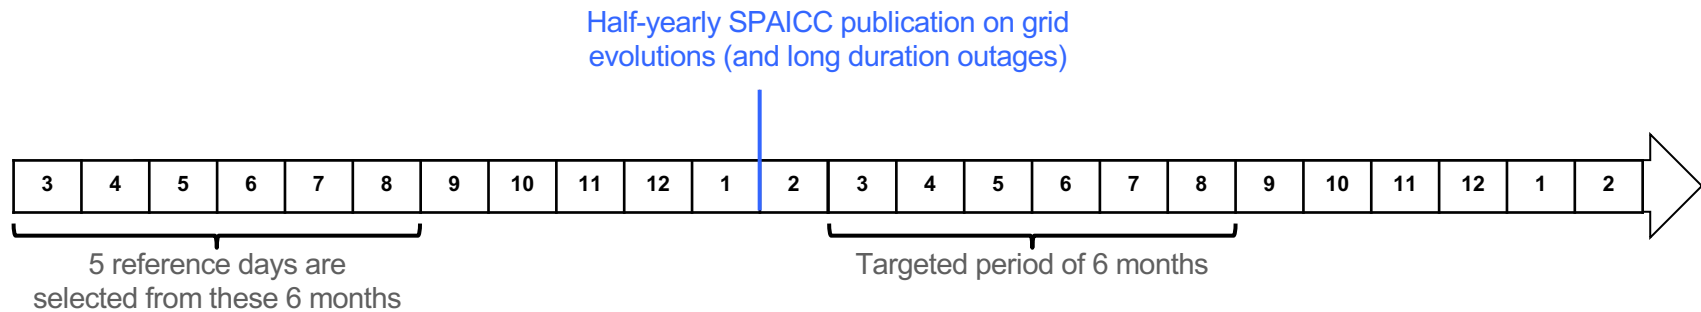 Half-yearly SPAICC publication on grid
evolutions (and long duration outages)
3 4 5 6 7 8 9 10 11 12 1 2 3 4 5 6 7 8 9 10 11 12 1 2
5 reference days are
selected from these 6 months
Targeted period of 6 months